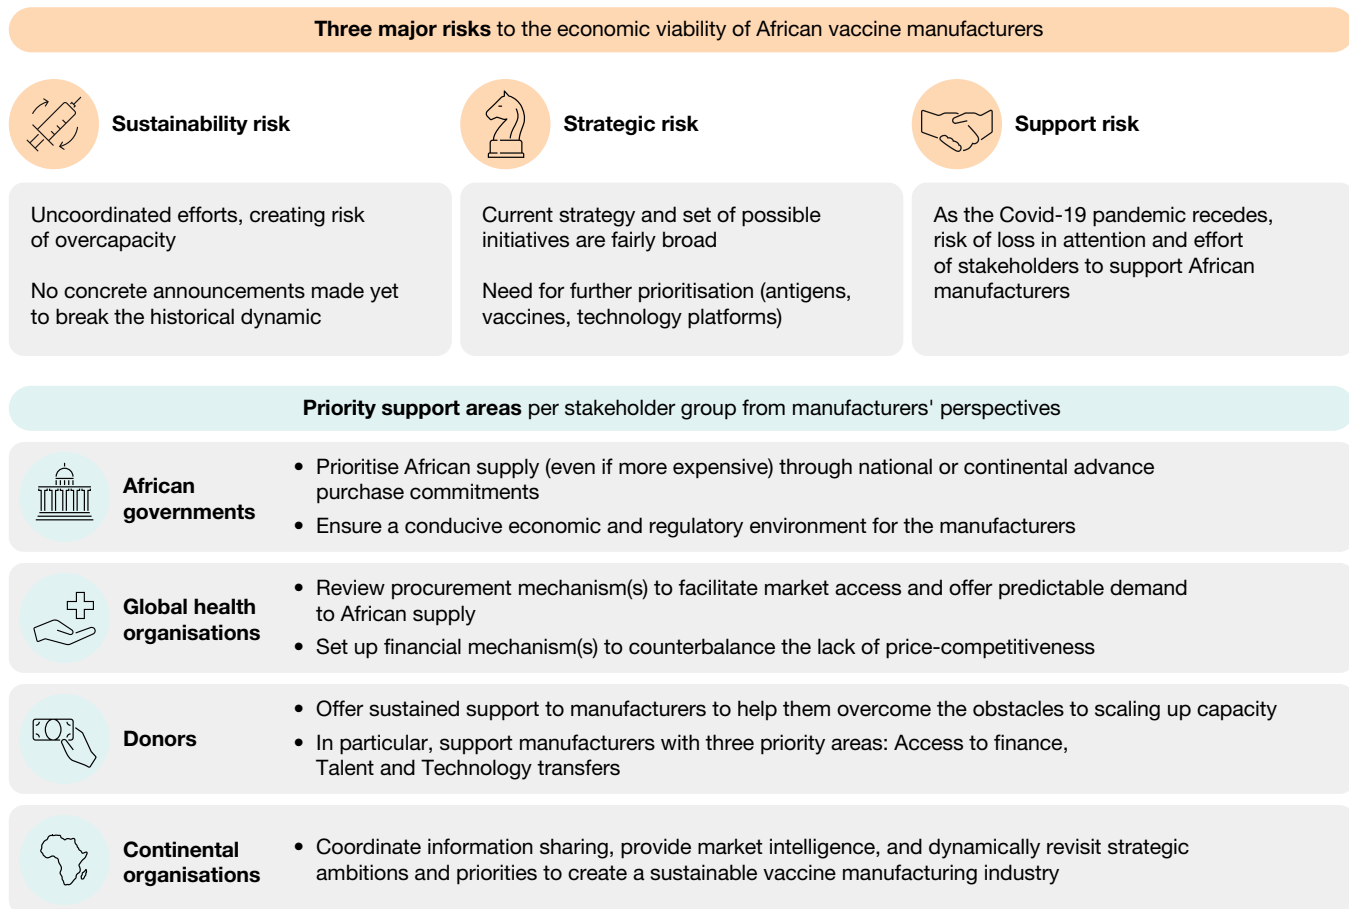 Three major risks to the economic viability of African vaccine manufacturers
Sustainability risk
Uncoordinated efforts, creating risk
of overcapacity
No concrete announcements made yet
to break the historical dynamic
Strategic risk
Current strategy and set of possible
initiatives are fairly broad
Need for further prioritisation (antigens,
vaccines, technology platforms)
Support risk
As the Covid-19 pandemic recedes,
risk of loss in attention and effort
of stakeholders to support African
manufacturers
Priority support areas per stakeholder group from manufacturers' perspectives
African
governments
• Prioritise African supply (even if more expensive) through national or continental advance
purchase commitments
• Ensure a conducive economic and regulatory environment for the manufacturers
Global health
organisations
• Review procurement mechanism(s) to facilitate market access and offer predictable demand
to African supply
• Set up financial mechanism(s) to counterbalance the lack of price-competitiveness
Donors
• Offer sustained support to manufacturers to help them overcome the obstacles to scaling up capacity
• In particular, support manufacturers with three priority areas: Access to finance,
Talent and Technology transfers
Continental
organisations
• Coordinate information sharing, provide market intelligence, and dynamically revisit strategic
ambitions and priorities to create a sustainable vaccine manufacturing industry